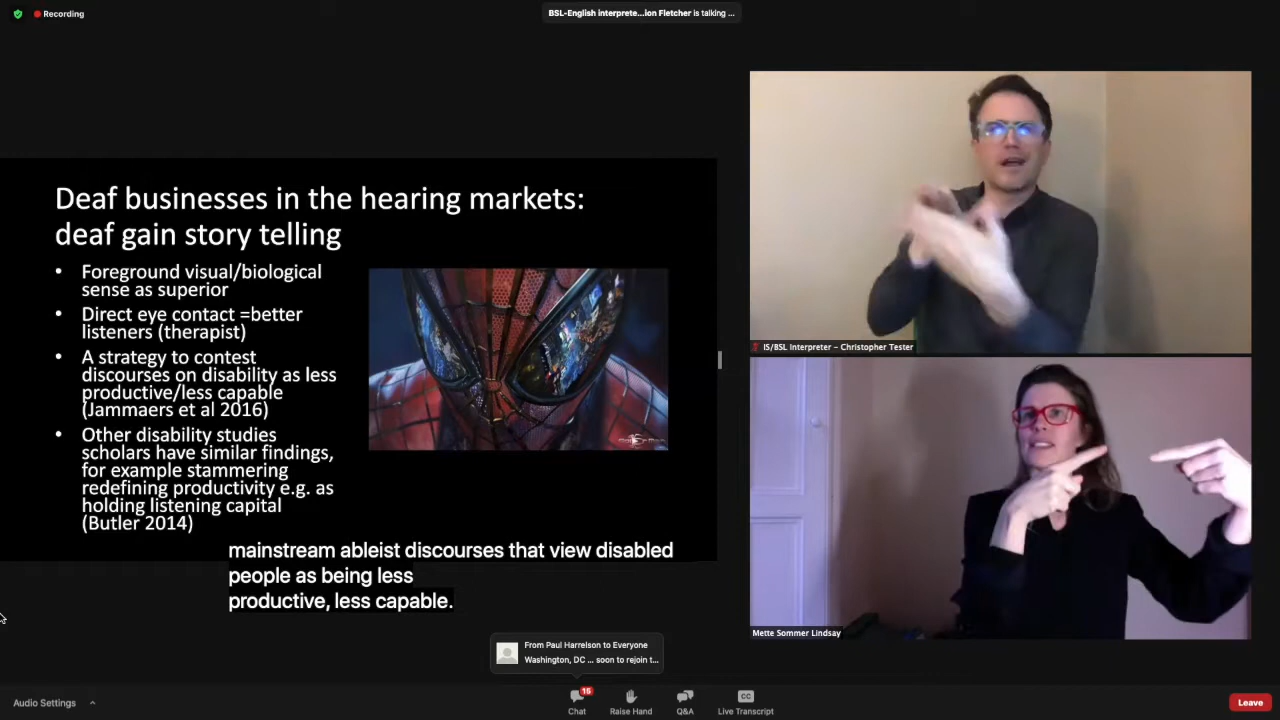 Recording
BSL-English interprete...ion Fletcher is talking ...
Deaf businesses in the hearing markets:
deaf gain story telling
• Foreground visual/biological
sense as superior
• Direct eye contact =better
listeners (therapist)
• A strategy to contest
discourses on disability as less
productive/less capable
(Jammaers et al 2016)
• Other disability studies
scholars have similar findings,
for example stammering
redefining productivity e.g. as
holding listening capital
(Butler 2014)
mainstream ableist discourses that view disabled
people as being less
productive, less capable.
IS/BSL Interpreter – Christopher Tester
Mette Sommer Lindsay
From Paul Harrelson to Everyone
Washington, DC ... soon to rejoin t...
Audio Settings
15
Chat
Raise Hand
Q&A
CC
Live Transcript
Leave